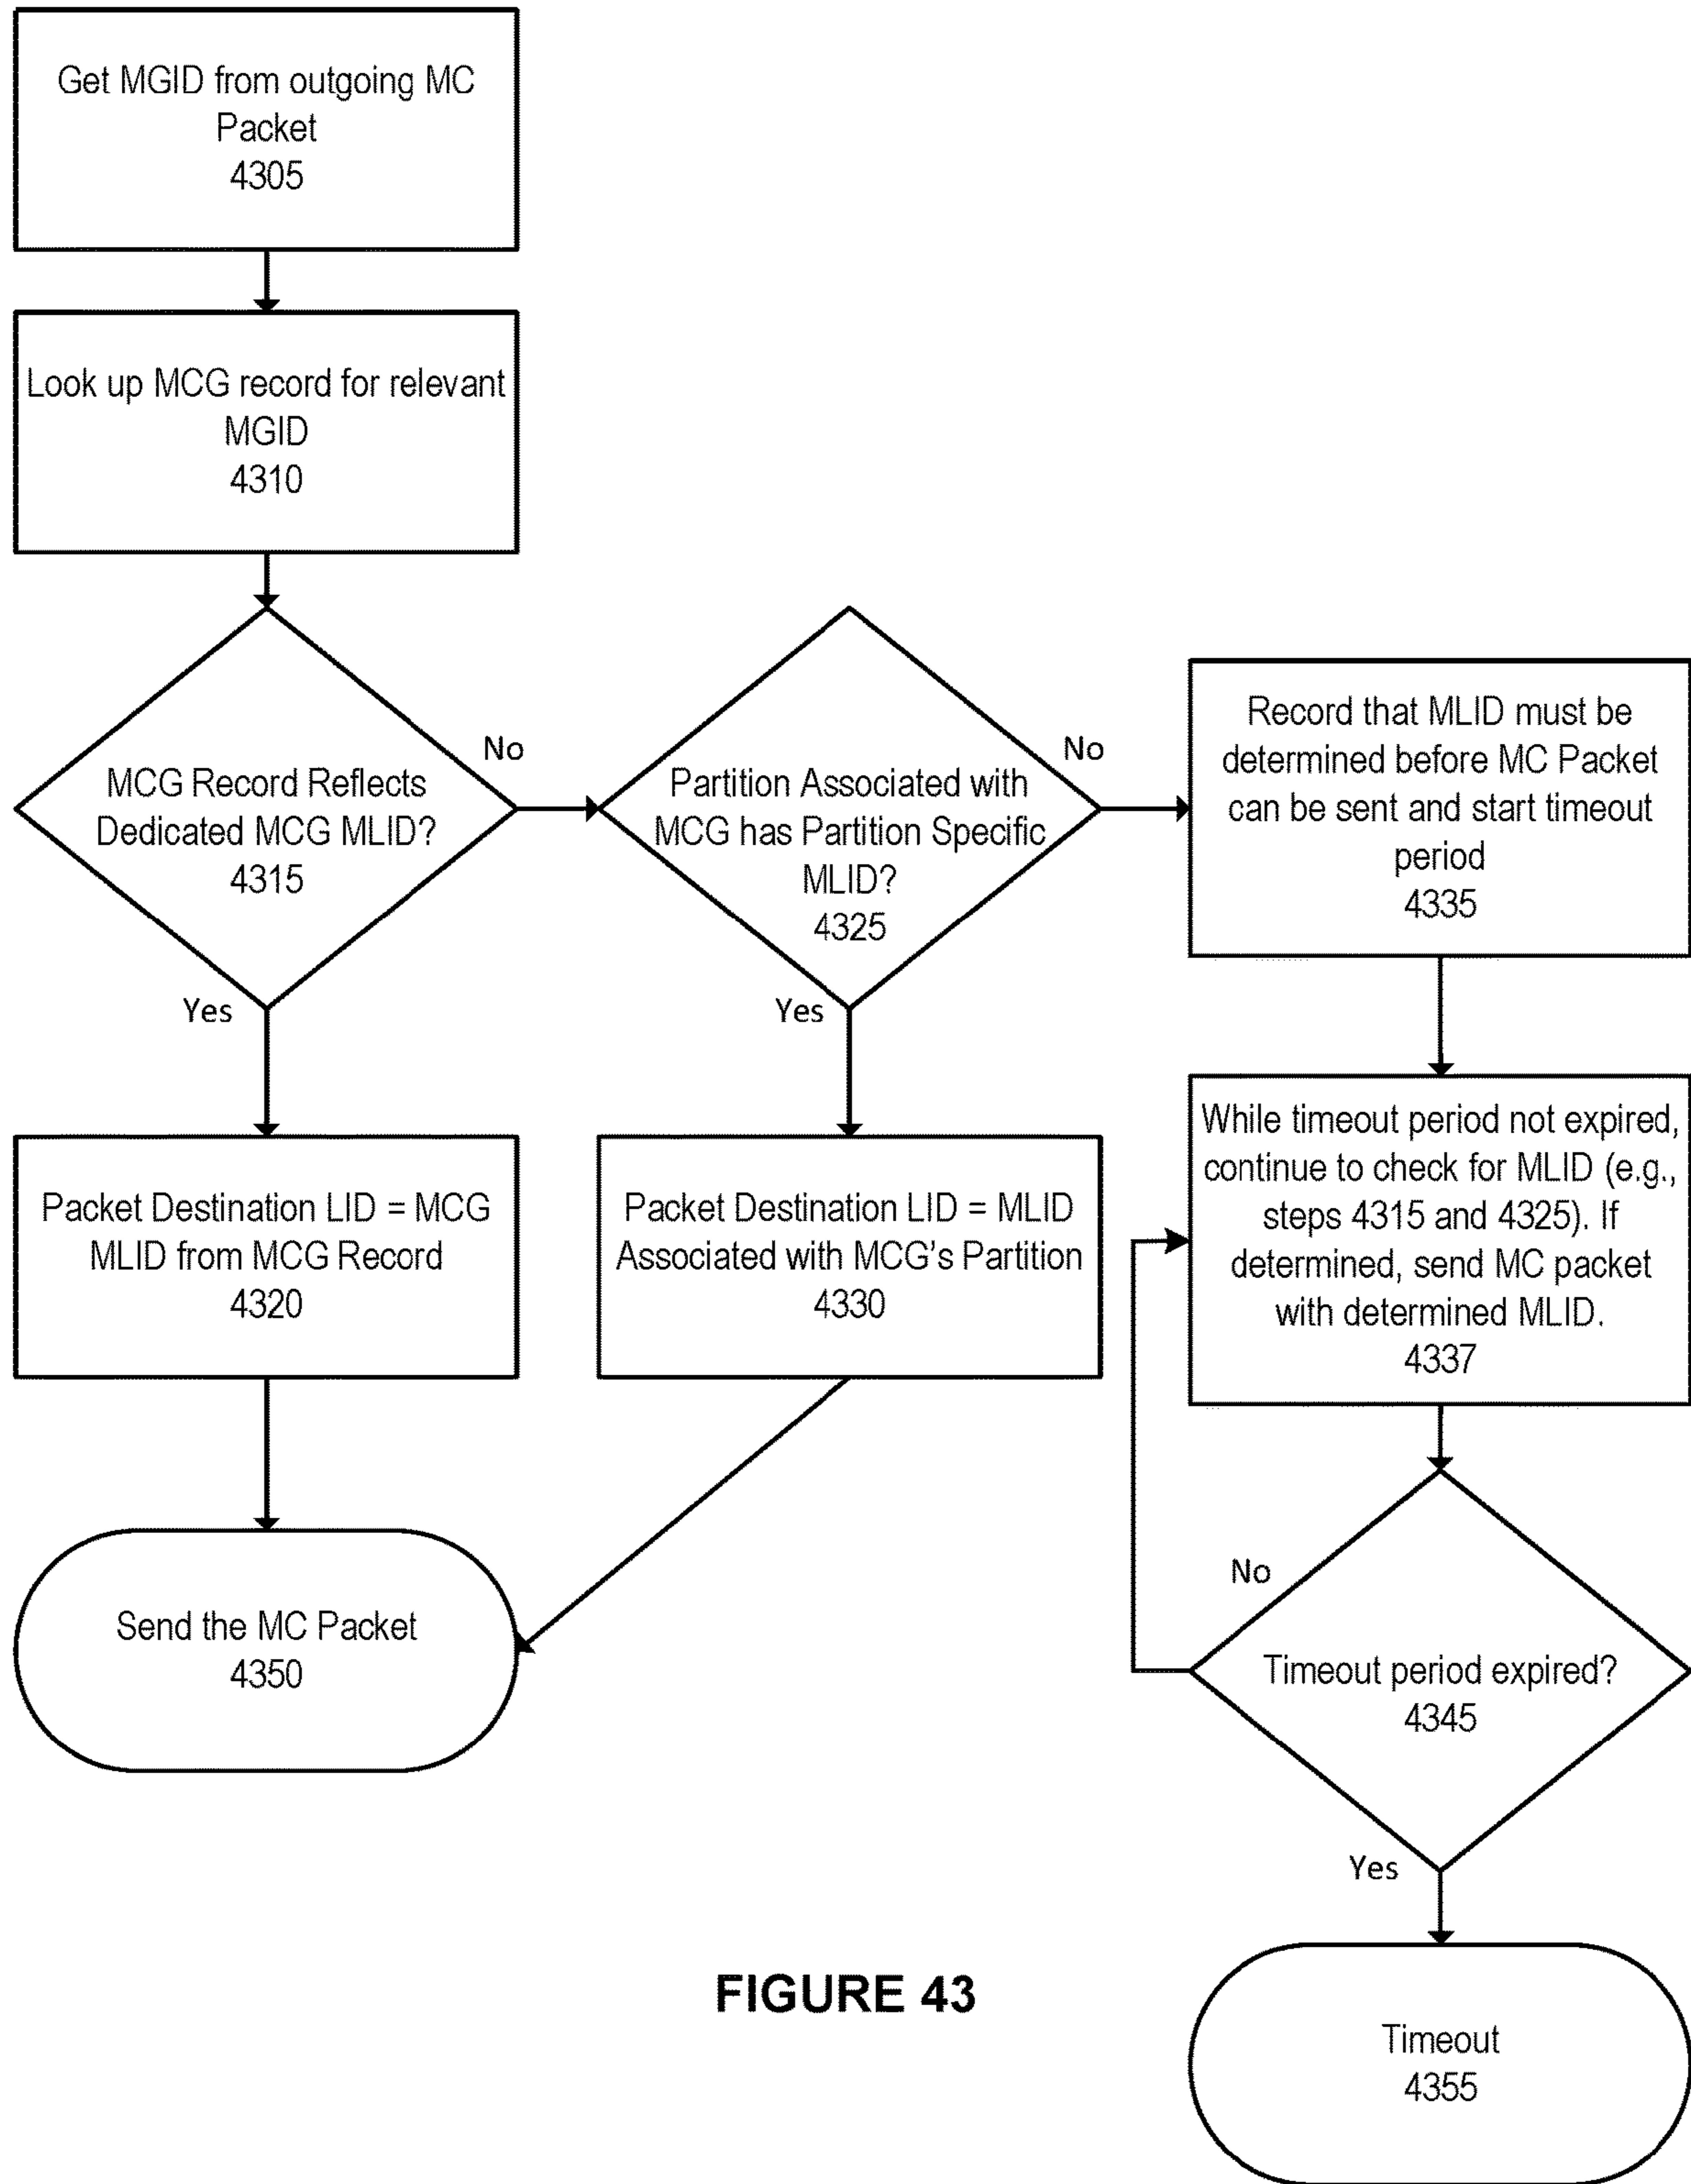 Get MGID from outgoing MC
Packet
4305
Look up MCG record for relevant
MGID
4310
MCG Record Reflects
Dedicated MCG MLID?
4315
No
Yes
Partition Associated with
MCG has Partition Specific
MLID?
4325
No
Yes
Record that MLID must be
determined before MC Packet
can be sent and start timeout
period
4335
Packet Destination LID = MCG
MLID from MCG Record
4320
Packet Destination LID = MLID
Associated with MCG's Partition
4330
While timeout period not expired,
continue to check for MLID (e.g.,
steps 4315 and 4325). If
determined, send MC packet
with determined MLID.
4337
Send the MC Packet
4350
No
Timeout period expired?
4345
Yes
Timeout
4355
FIGURE 43